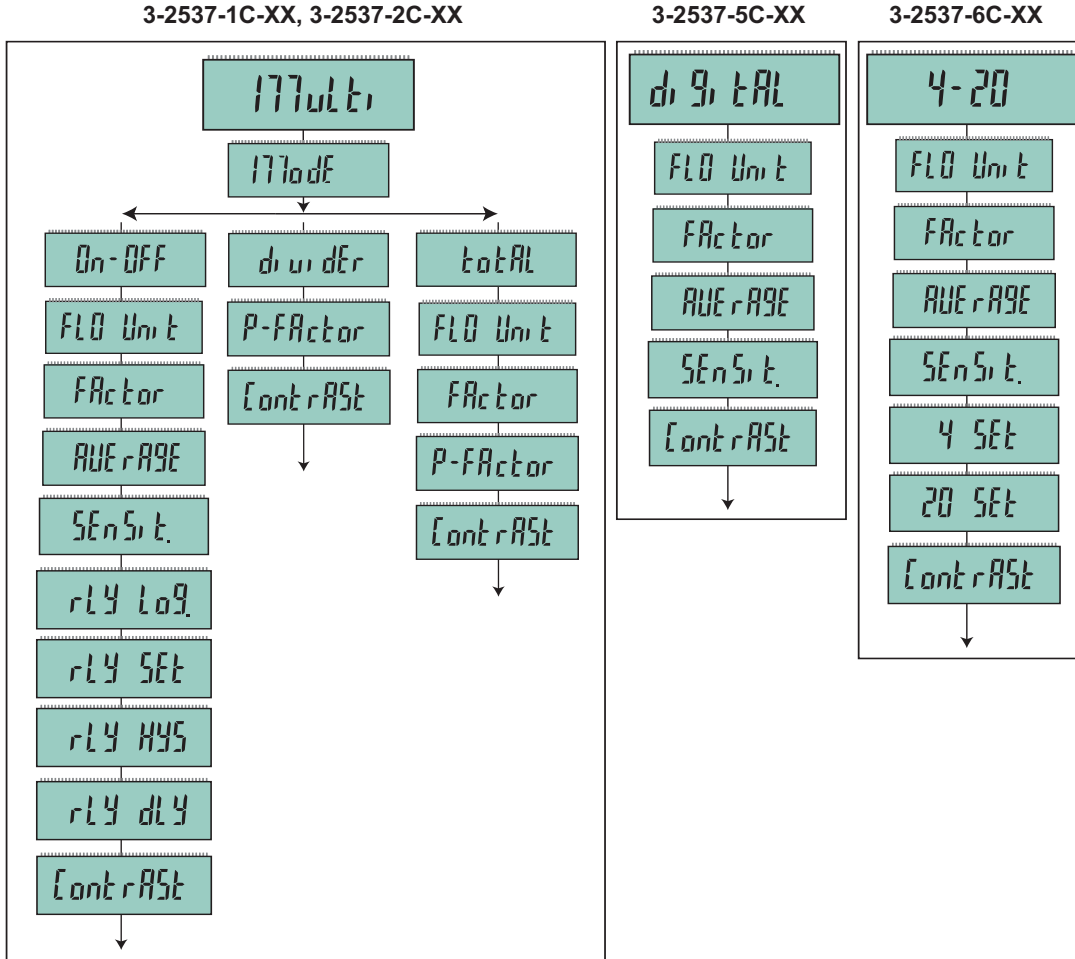 3-2537-1C-XX, 3-2537-2C-XX
Multi
ModE
On-OFF
FLO Unit
FActor
AVErAgE
SEnSit.
rLY Log.
rLY SEt
rLY HYS
rLY dLY
ContrASt
dividEr
P-FActor
ContrASt
totAL
FLO Unit
FActor
P-FActor
ContrASt
3-2537-5C-XX
digitAL
FLO Unit
FActor
AVErAgE
SEnSit.
ContrASt
3-2537-6C-XX
4-20
FLO Unit
FActor
AVErAgE
SEnSit.
4 SEt
20 SEt
ContrASt